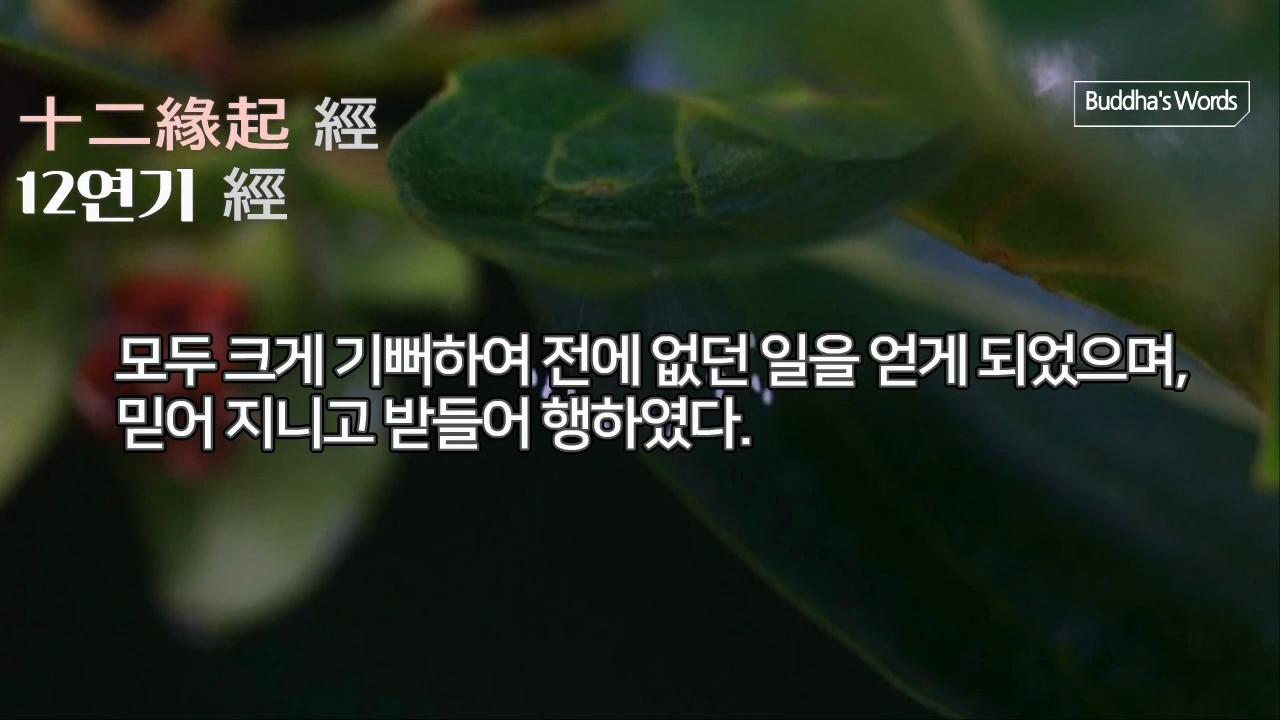 十二緣起 經
12연기 經
Buddha's Words
모두 크게 기뻐하여 전에 없던 일을 얻게 되었으며,
믿어 지니고 받들어 행하였다.